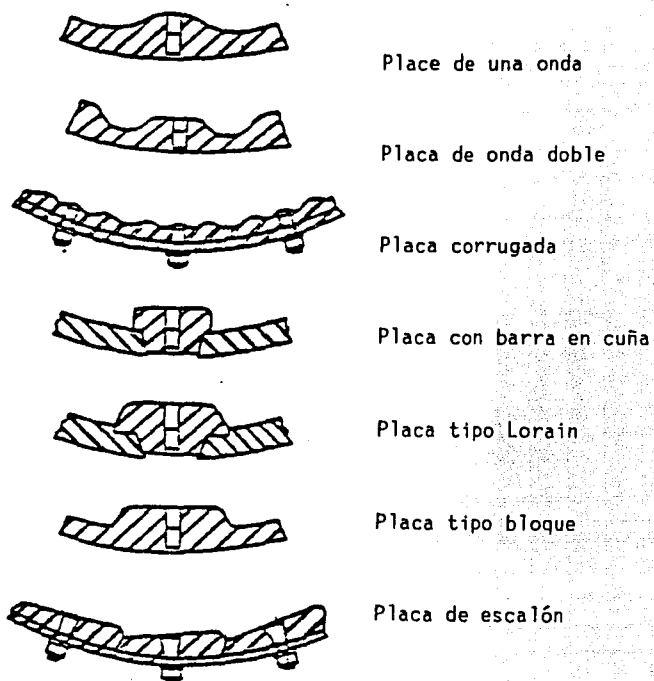 Place de una onda
Placa de onda doble
Placa corrugada
Placa con barra en cuña
Placa tipo Lorain
Placa tipo bloque
Placa de escalón